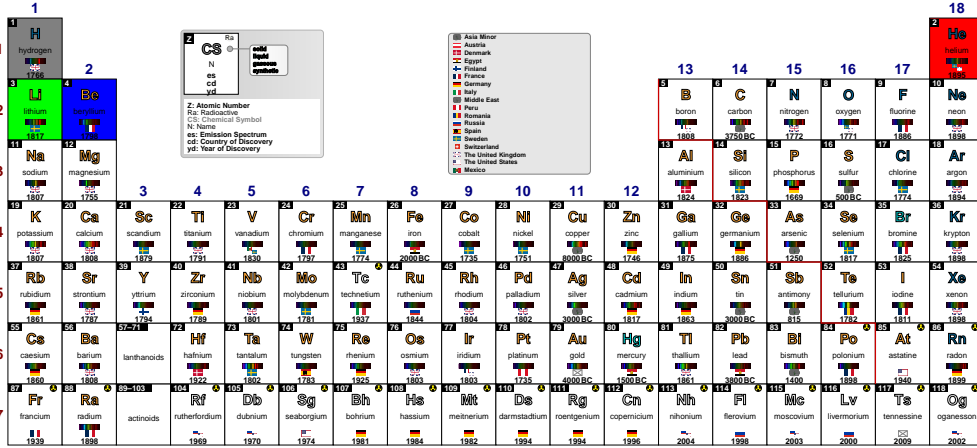 1
18
1
H
hydrogen
1766
Z
Ra
CS
N
es
cd
yd
solid
liquid
gaseous
synthetic
Z: Atomic Number
Ra: Radioactive
CS: Chemical Symbol
N: Name
es: Emission Spectrum
cd: Country of Discovery
yd: Year of Discovery
Asia Minor
Austria
Denmark
Egypt
Finland
France
Germany
Italy
Middle East
Peru
Romania
Russia
Spain
Sweden
Switzerland
The United Kingdom
The United States
Mexico
2
He
helium
1895
2
13 14 15 16 17
3 4 5 6 7 8 9 10
Li Be B C N O F Ne
lithium beryllium boron carbon nitrogen oxygen fluorine neon
1817 1798 1808 3750BC 1772 1771 1886 1898
11 12 13 14 15 16 17 18
Na Mg Al Si P S Cl Ar
sodium magnesium aluminium silicon phosphorus sulfur chlorine argon
1807 1755 1824 1823 1669 500BC 1774 1894
3 4 5 6 7 8 9 10 11 12
19 20 21 22 23 24 25 26 27 28 29 30 31 32 33 34 35 36
K Ca Sc Ti V Cr Mn Fe Co Ni Cu Zn Ga Ge As Se Br Kr
potassium calcium scandium titanium vanadium chromium manganese iron cobalt nickel copper zinc gallium germanium arsenic selenium bromine krypton
1807 1808 1879 1791 1830 1797 1774 2000BC 1735 1751 8000BC 1746 1875 1886 1250 1817 1825 1898
37 38 39 40 41 42 43 44 45 46 47 48 49 50 51 52 53 54
Rb Sr Y Zr Nb Mo Tc Ru Rh Pd Ag Cd In Sn Sb Te I Xe
rubidium strontium yttrium zirconium niobium molybdenum technetium ruthenium rhodium palladium silver cadmium indium tin antimony tellurium iodine xenon
1861 1787 1794 1789 1801 1781 1937 1844 1804 1802 3000BC 1817 1863 3000BC 815 1782 1811 1898
55 56 57–71 72 73 74 75 76 77 78 79 80 81 82 83 84 85 86
Cs Ba Hf Ta W Re Os Ir Pt Au Hg Tl Pb Bi Po At Rn
caesium barium lanthanoids hafnium tantalum tungsten rhenium osmium iridium platinum gold mercury thallium lead bismuth polonium astatine radon
1860 1808 1922 1802 1783 1925 1803 1803 1735 4000BC 1500BC 1861 3800BC 1400 1898 1940 1899
87 88 89–103 104 105 106 107 108 109 110 111 112 113 114 115 116 117 118
Fr Ra Rf Db Sg Bh Hs Mt Ds Rg Cn Nh Fl Mc Lv Ts Og
francium radium actinoids rutherfordium dubnium seaborgium bohrium hassium meitnerium darmstadtium roentgenium copernicium nihonium flerovium moscovium livermorium tennessine oganesson
1939 1898 1969 1970 1974 1981 1984 1982 1994 1994 1996 2004 1998 2003 2000 2009 2002